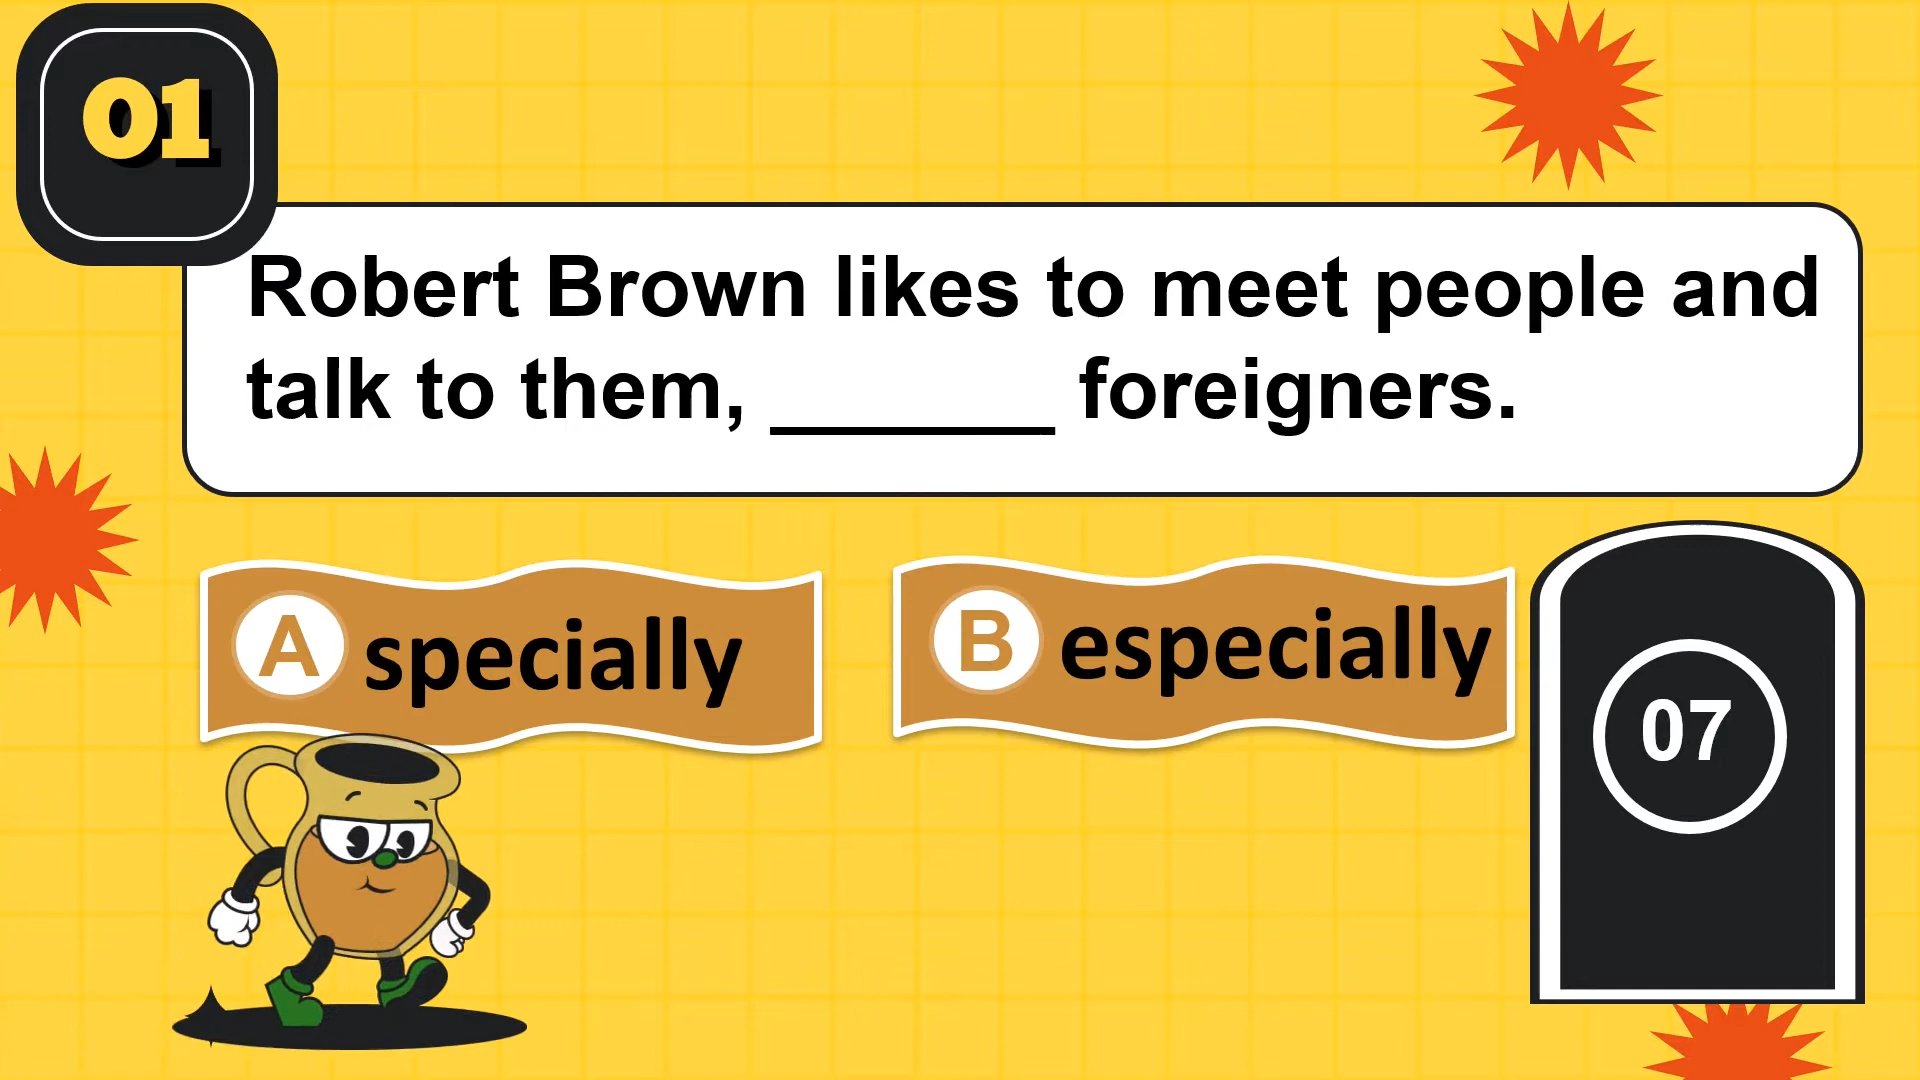 01
Robert Brown likes to meet people and
talk to them, ______ foreigners.
A specially
B especially
07